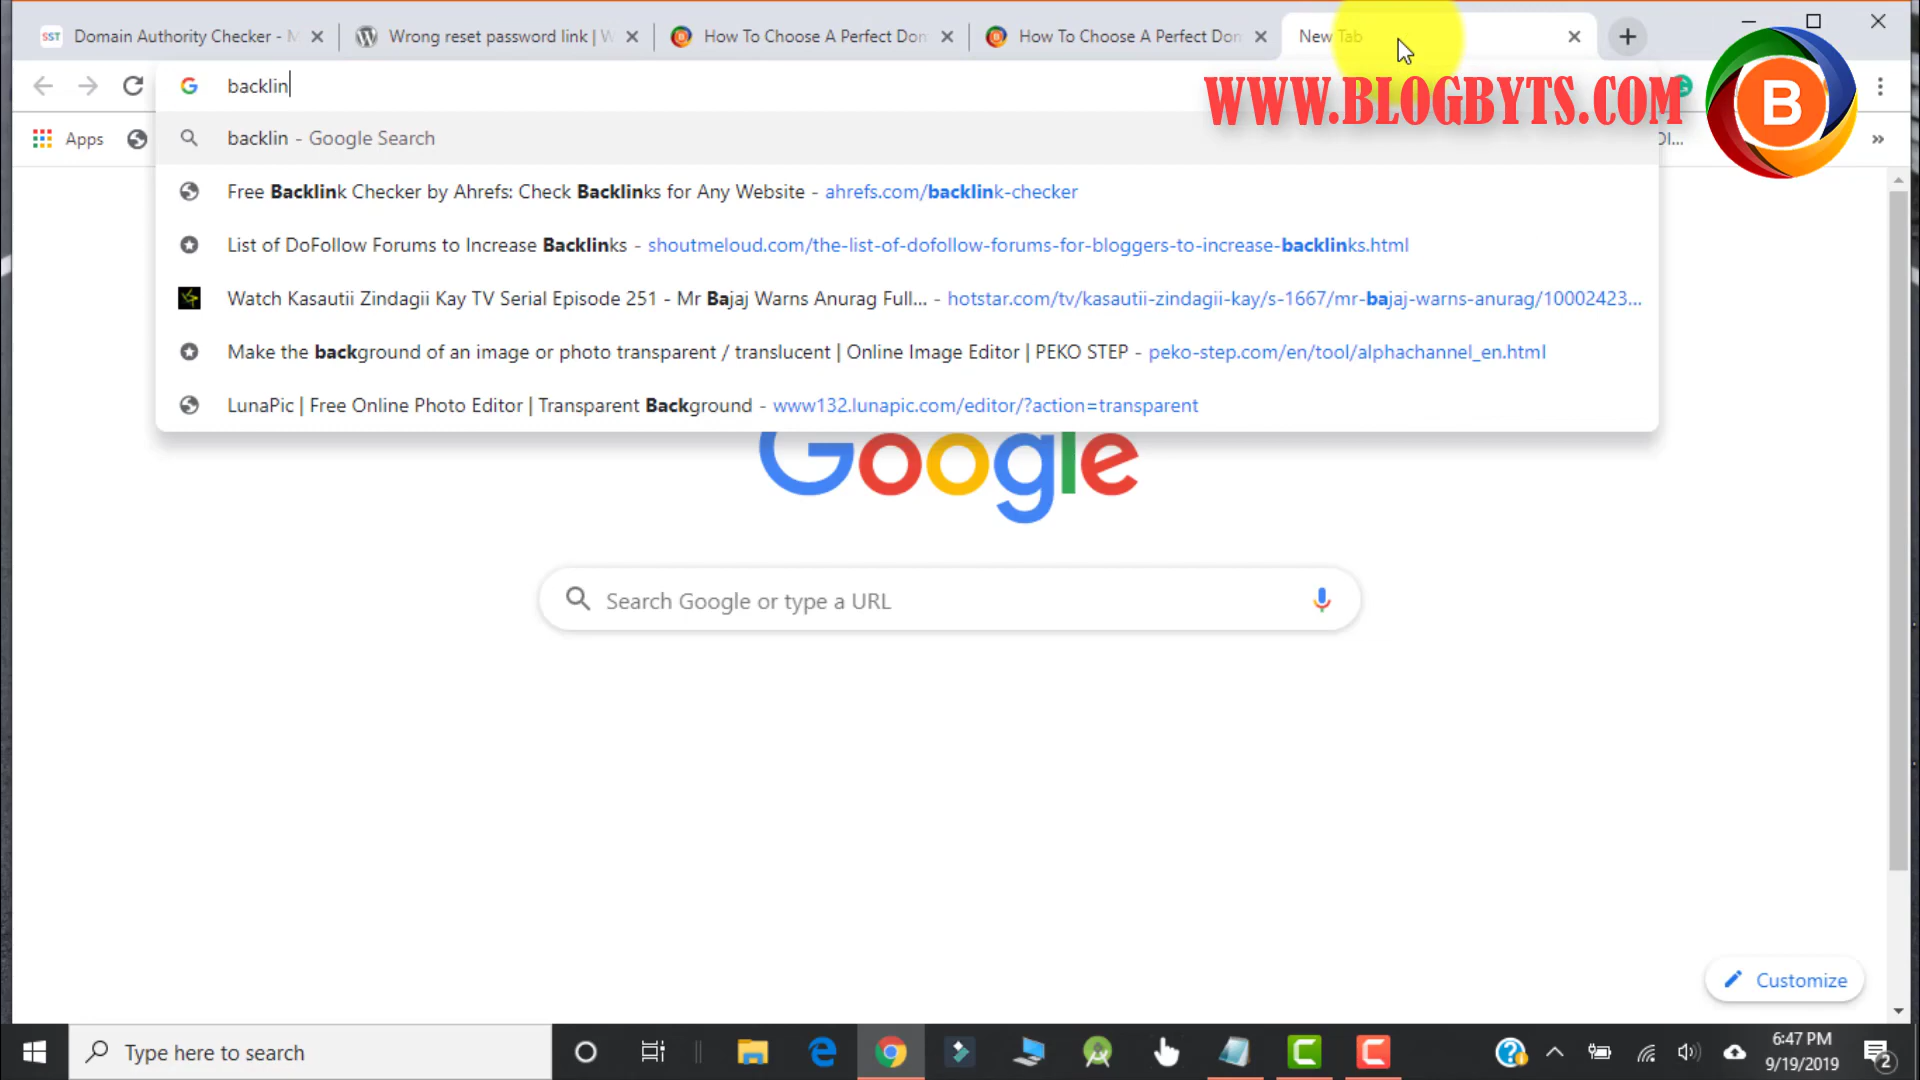 SST Domain Authority Checker - M
Wrong reset password link | W
How To Choose A Perfect Don
How To Choose A Perfect Don
New Tab
backlin
WWW.BLOGBYTS.COM
B
Apps
backlin - Google Search
Free Backlink Checker by Ahrefs: Check Backlinks for Any Website - ahrefs.com/backlink-checker
List of DoFollow Forums to Increase Backlinks - shoutmeloud.com/the-list-of-dofollow-forums-for-bloggers-to-increase-backlinks.html
Watch Kasautii Zindagii Kay TV Serial Episode 251 - Mr Bajaj Warns Anurag Full... - hotstar.com/tv/kasautii-zindagii-kay/s-1667/mr-bajaj-warns-anurag/10002423...
Make the background of an image or photo transparent / translucent | Online Image Editor | PEKO STEP - peko-step.com/en/tool/alphachannel_en.html
LunaPic | Free Online Photo Editor | Transparent Background - www132.lunapic.com/editor/?action=transparent
Google
Search Google or type a URL
Customize
Type here to search
6:47 PM
9/19/2019
2